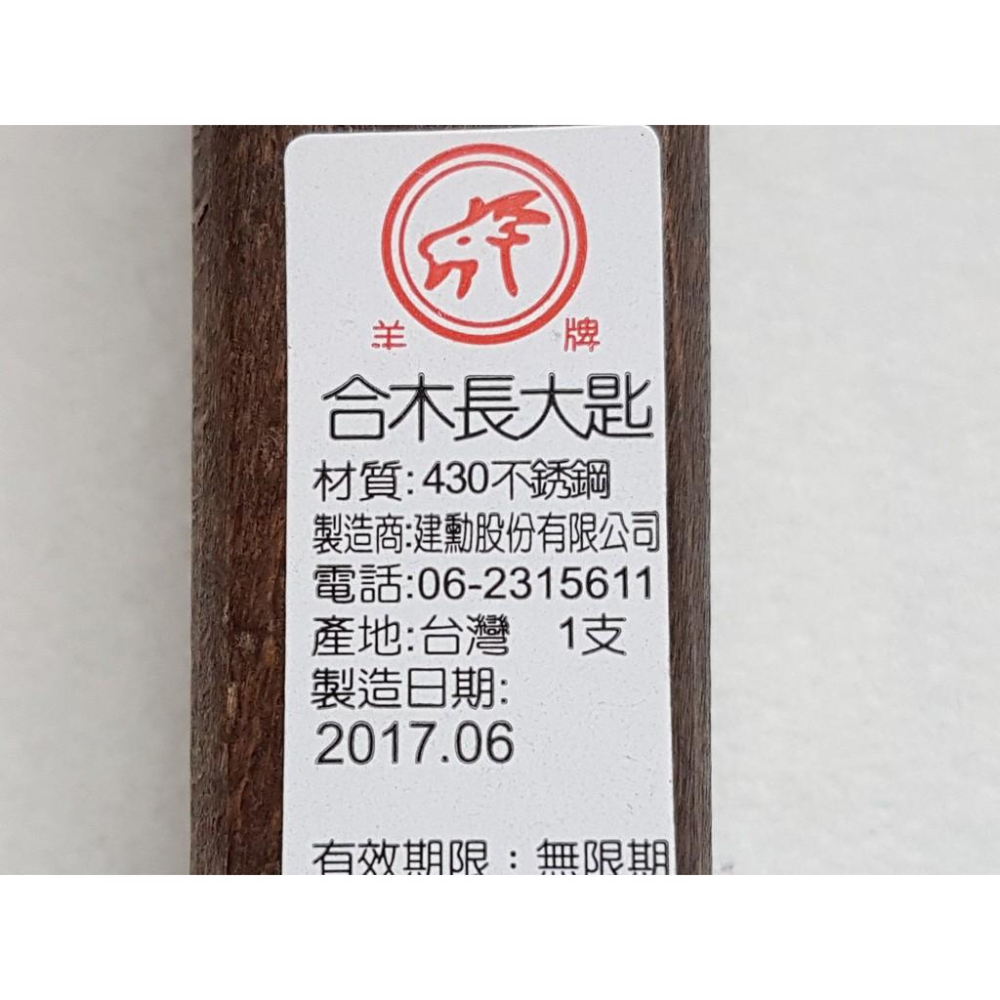 羊 牌
合木長大匙
材質:430不銹鋼
製造商:建勳股份有限公司
電話:06-2315611
產地:台灣 1支
製造日期:
2017.06
有效期限：無限期